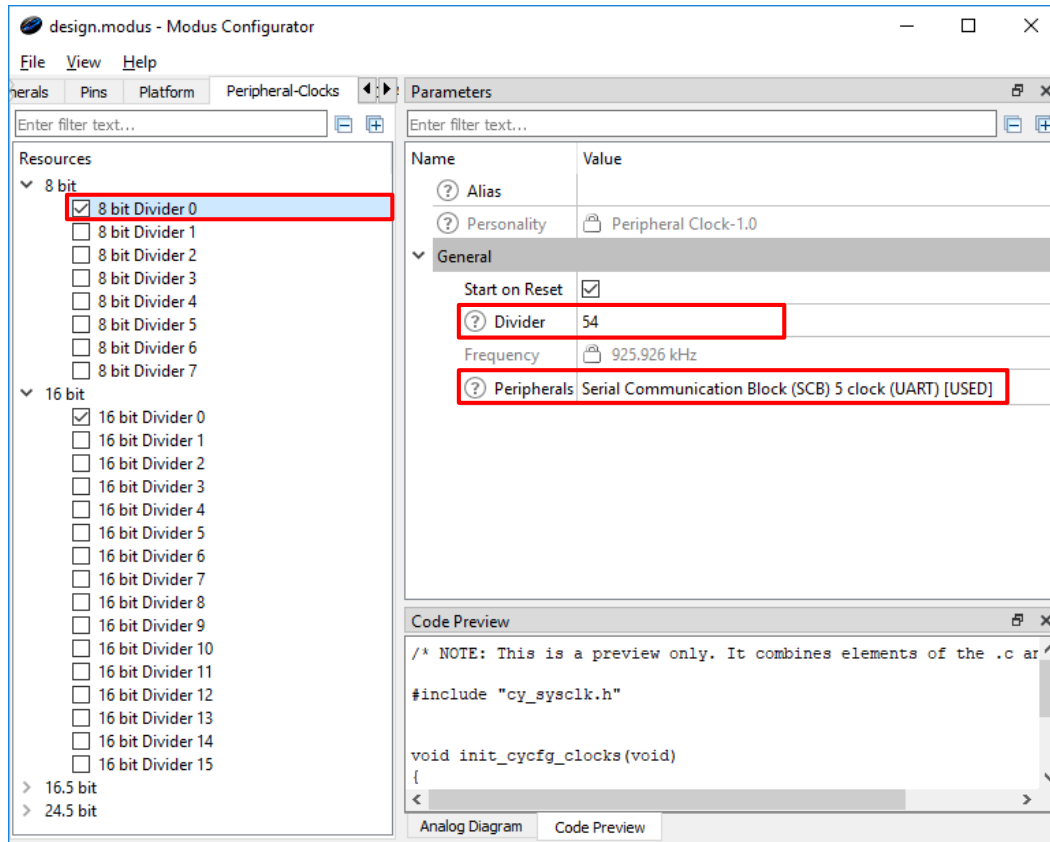 design.modus - Modus Configurator
File View Help
herals Pins Platform Peripheral-Clocks
Enter filter text...
Resources
8 bit
8 bit Divider 0
8 bit Divider 1
8 bit Divider 2
8 bit Divider 3
8 bit Divider 4
8 bit Divider 5
8 bit Divider 6
8 bit Divider 7
16 bit
16 bit Divider 0
16 bit Divider 1
16 bit Divider 2
16 bit Divider 3
16 bit Divider 4
16 bit Divider 5
16 bit Divider 6
16 bit Divider 7
16 bit Divider 8
16 bit Divider 9
16 bit Divider 10
16 bit Divider 11
16 bit Divider 12
16 bit Divider 13
16 bit Divider 14
16 bit Divider 15
16.5 bit
24.5 bit
Parameters
Enter filter text...
Name Value
? Alias
? Personality Peripheral Clock-1.0
General
Start on Reset
? Divider 54
Frequency 925.926 kHz
? Peripherals Serial Communication Block (SCB) 5 clock (UART) [USED]
Code Preview
/* NOTE: This is a preview only. It combines elements of the .c ar
#include "cy_sysclk.h"
void init_cycfg_clocks(void)
{
Analog Diagram Code Preview